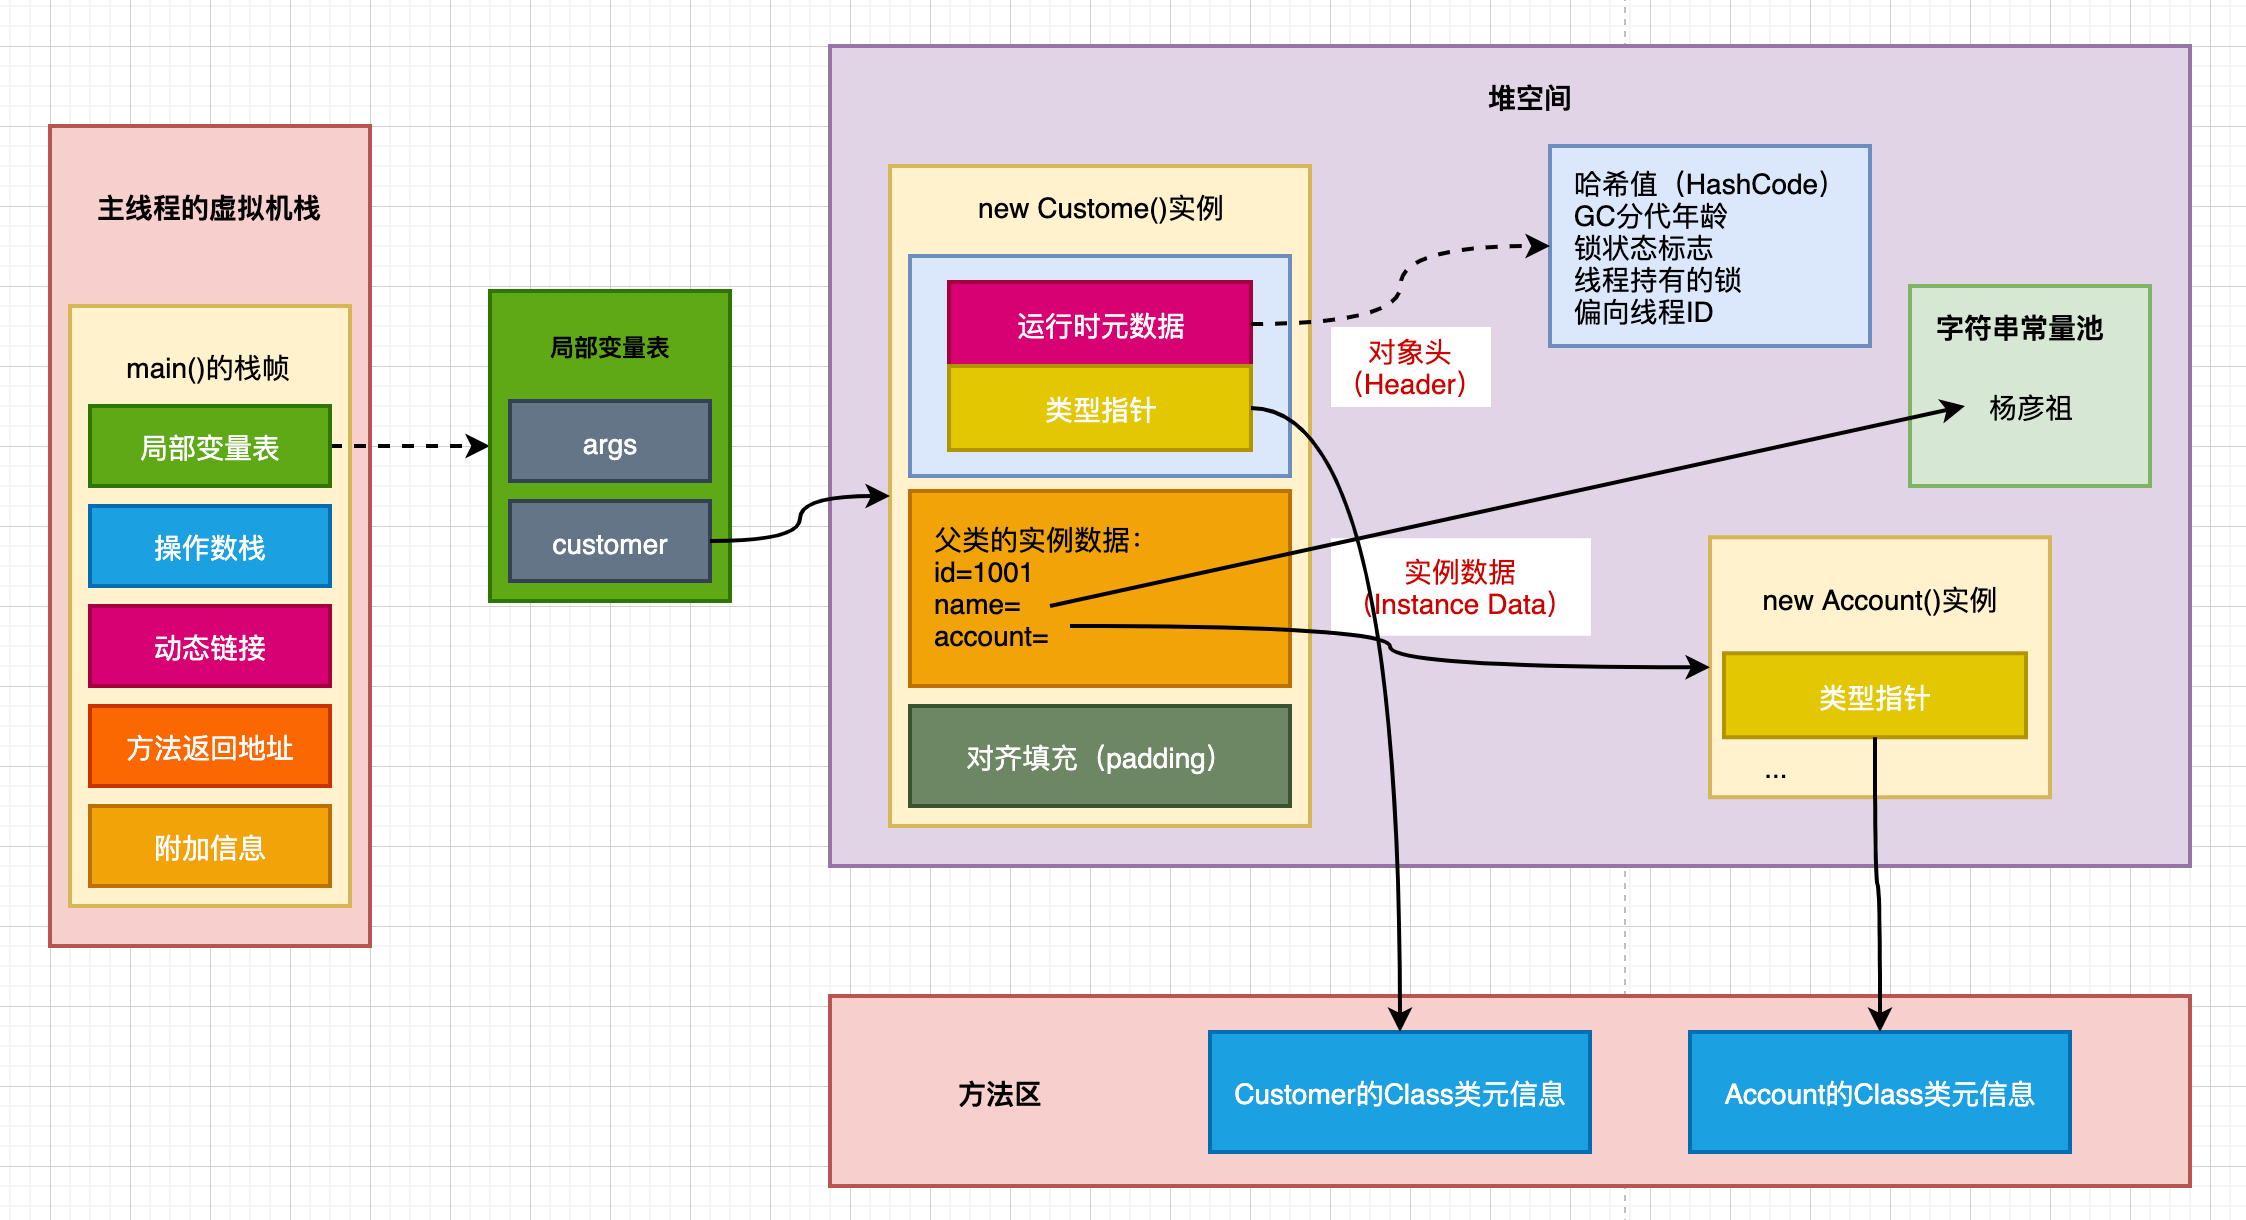 主线程的虚拟机栈
main()的栈帧
局部变量表
操作数栈
动态链接
方法返回地址
附加信息
局部变量表
args
customer
堆空间
new Custome()实例
运行时元数据
类型指针
对象头
（Header）
父类的实例数据：
id=1001
name=
account=
实例数据
（Instance Data）
对齐填充（padding）
哈希值（HashCode）
GC分代年龄
锁状态标志
线程持有的锁
偏向线程ID
字符串常量池
杨彦祖
new Account()实例
类型指针
...
方法区
Customer的Class类元信息
Account的Class类元信息